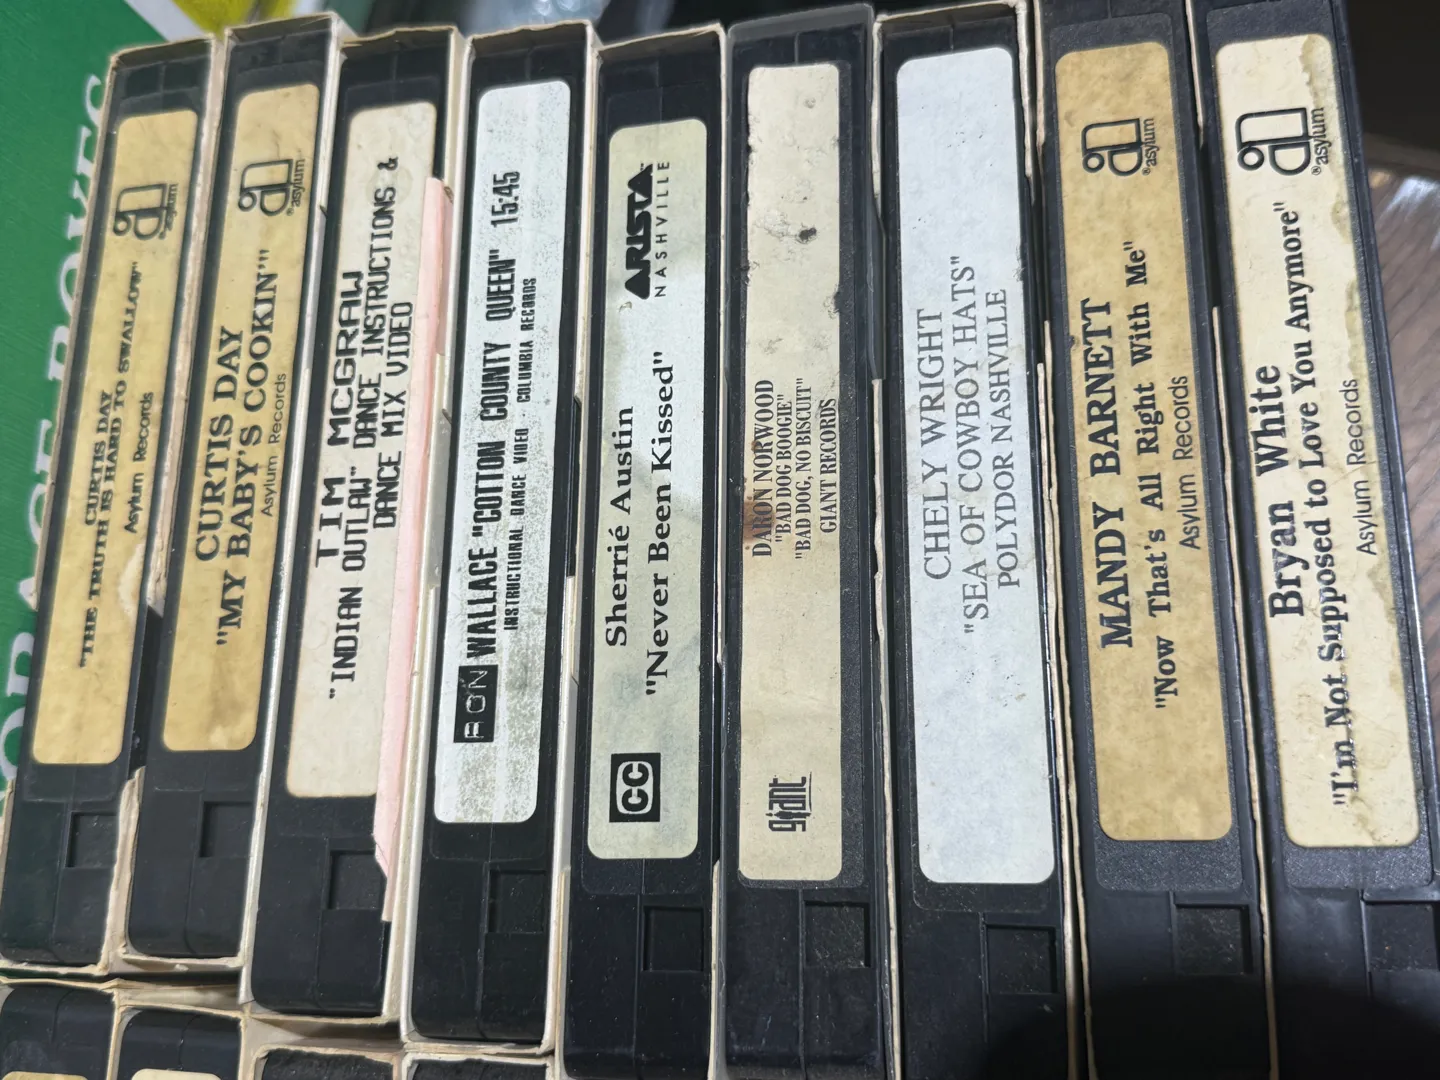 asylum
CURTIS DAY
"THE TRUTH IS HARD TO SWALLOW"
Asylum Records
asylum
CURTIS DAY
"MY BABY'S COOKIN'"
Asylum Records
TIM MCGRAW
"INDIAN OUTLAW" DANCE INSTRUCTIONS &
DANCE MIX VIDEO
RON WALLACE "COTTON COUNTY QUEEN" 15:45
INSTRUCTIONAL DANCE VIDEO · COLUMBIA RECORDS
ARISTA
NASHVILLE
Sherrié Austin
"Never Been Kissed"
CC
DARON NORWOOD
"BAD DOG BOOGIE"
"BAD DOG, NO BISCUIT"
GIANT RECORDS
giant
CHELY WRIGHT
"SEA OF COWBOY HATS"
POLYDOR NASHVILLE
®asylum
MANDY BARNETT
"Now That's All Right With Me"
Asylum Records
®asylum
Bryan White
"I'm Not Supposed to Love You Anymore"
Asylum Records